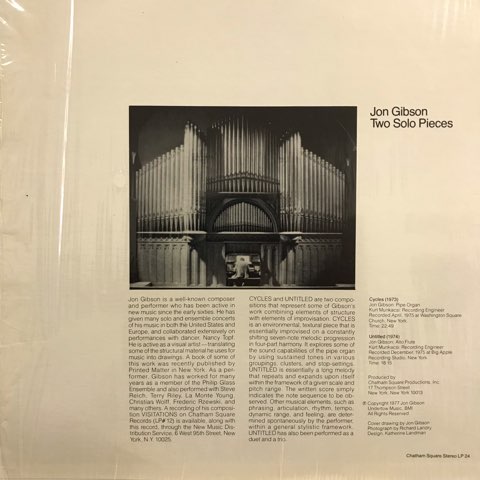 Jon Gibson
Two Solo Pieces
Jon Gibson is a well-known composer
and performer who has been active in
new music since the early sixties. He has
given many solo and ensemble concerts
of his music in both the United States and
Europe, and collaborated extensively on
performances with dancer, Nancy Topf.
He is active as a visual artist—translating
some of the structural material he uses for
music into drawings. A book of some of
this work was recently published by
Printed Matter in New York. As a per-
former, Gibson has worked for many
years as a member of the Philip Glass
Ensemble and also performed with Steve
Reich, Terry Riley, La Monte Young,
Christian Wolff, Frederic Rzewski, and
many others. A recording of his composi-
tion VISITATIONS on Chatham Square
Records (LP# 12) is available, along with
this record, through the New Music Dis-
tribution Service, 6 West 95th Street, New
York, N.Y. 10025.
CYCLES and UNTITLED are two compo-
sitions that represent some of Gibson's
work combining elements of structure
with elements of improvisation. CYCLES
is an environmental, textural piece that is
essentially improvised on a constantly
shifting seven-note melodic progression
in four-part harmony. It explores some of
the sound capabilities of the pipe organ
by using sustained tones in various
groupings, clusters, and stop-settings.
UNTITLED is essentially a long melody
that repeats and expands upon itself
within the framework of a given scale and
pitch range. The written score simply
indicates the note sequence to be ob-
served. Other musical elements, such as
phrasing, articulation, rhythm, tempo,
dynamic range, and feeling, are deter-
mined spontaneously by the performer,
within a general stylistic framework.
UNTITLED has also been performed as a
duet and a trio.
Cycles (1973)
Jon Gibson: Pipe Organ
Kurt Munkacsi: Recording Engineer
Recorded April, 1975 at Washington Square
Church, New York
Time: 22:49
Untitled (1974)
Jon Gibson: Alto Flute
Kurt Munkacsi: Recording Engineer
Recorded December, 1975 at Big Apple
Recording Studio, New York
Time: 18:15
Produced by
Chatham Square Productions, Inc.
17 Thompson Street
New York, New York 10013
© Copyright 1977 Jon Gibson
Undertow Music, BMI
All Rights Reserved
Cover drawing by Jon Gibson
Photograph by Richard Landry
Design: Katherine Landman
Chatham Square Stereo LP 24